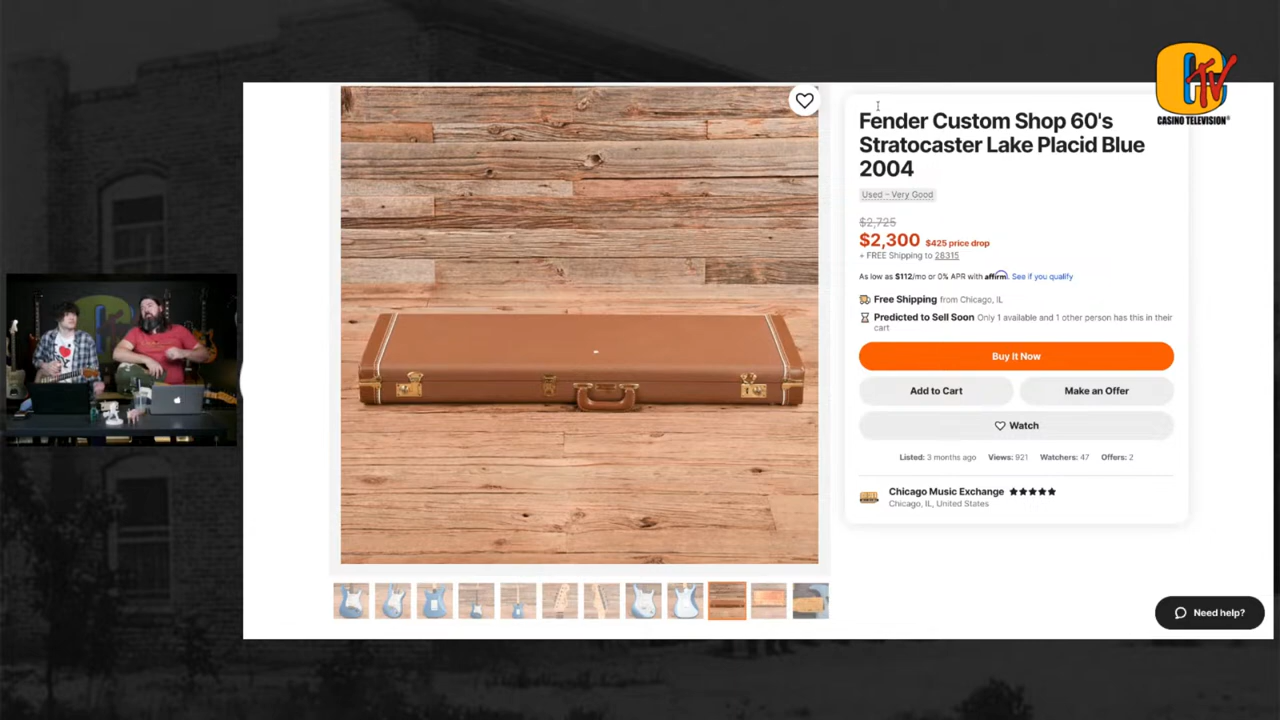 CTV
CASINO TELEVISION®
Fender Custom Shop 60's
Stratocaster Lake Placid Blue
2004
Used – Very Good
$2,725
$2,300 $425 price drop
+ FREE Shipping to 28315
As low as $112/mo or 0% APR with affirm. See if you qualify
Free Shipping from Chicago, IL
Predicted to Sell Soon Only 1 available and 1 other person has this in their
cart
Buy It Now
Add to Cart
Make an Offer
Watch
Listed: 3 months ago Views: 921 Watchers: 47 Offers: 2
Chicago Music Exchange
Chicago, IL, United States
Need help?